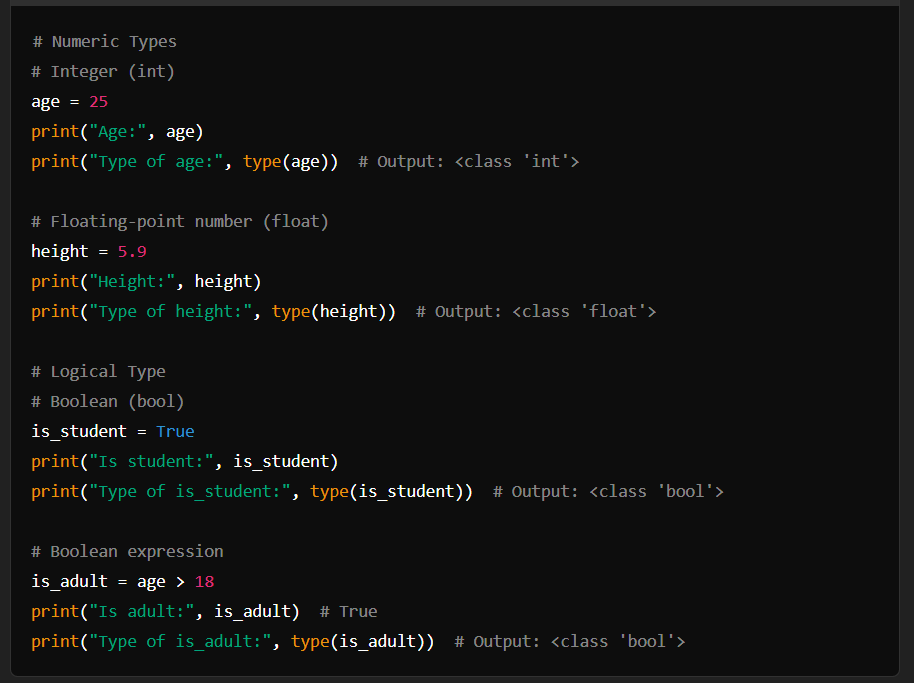 # Numeric Types
# Integer (int)
age = 25
print("Age:", age)
print("Type of age:", type(age))  # Output: <class 'int'>

# Floating-point number (float)
height = 5.9
print("Height:", height)
print("Type of height:", type(height))  # Output: <class 'float'>

# Logical Type
# Boolean (bool)
is_student = True
print("Is student:", is_student)
print("Type of is_student:", type(is_student))  # Output: <class 'bool'>

# Boolean expression
is_adult = age > 18
print("Is adult:", is_adult)  # True
print("Type of is_adult:", type(is_adult))  # Output: <class 'bool'>